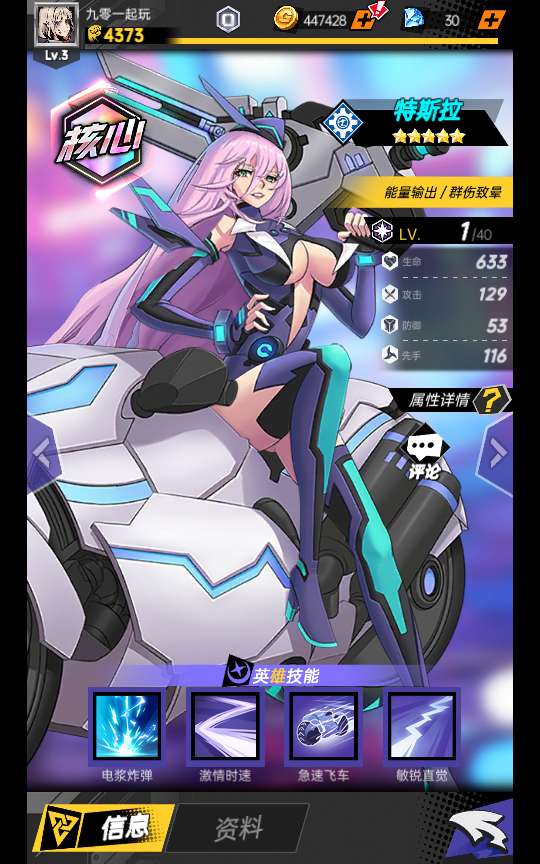 九零一起玩
4373
Lv.3
447428
30
核心
特斯拉
能量输出 / 群伤致晕
LV. 1/40
生命 633
攻击 129
防御 53
先手 116
属性详情 ?
评论
英雄技能
电浆炸弹 激情时速 急速飞车 敏锐直觉
信息 资料